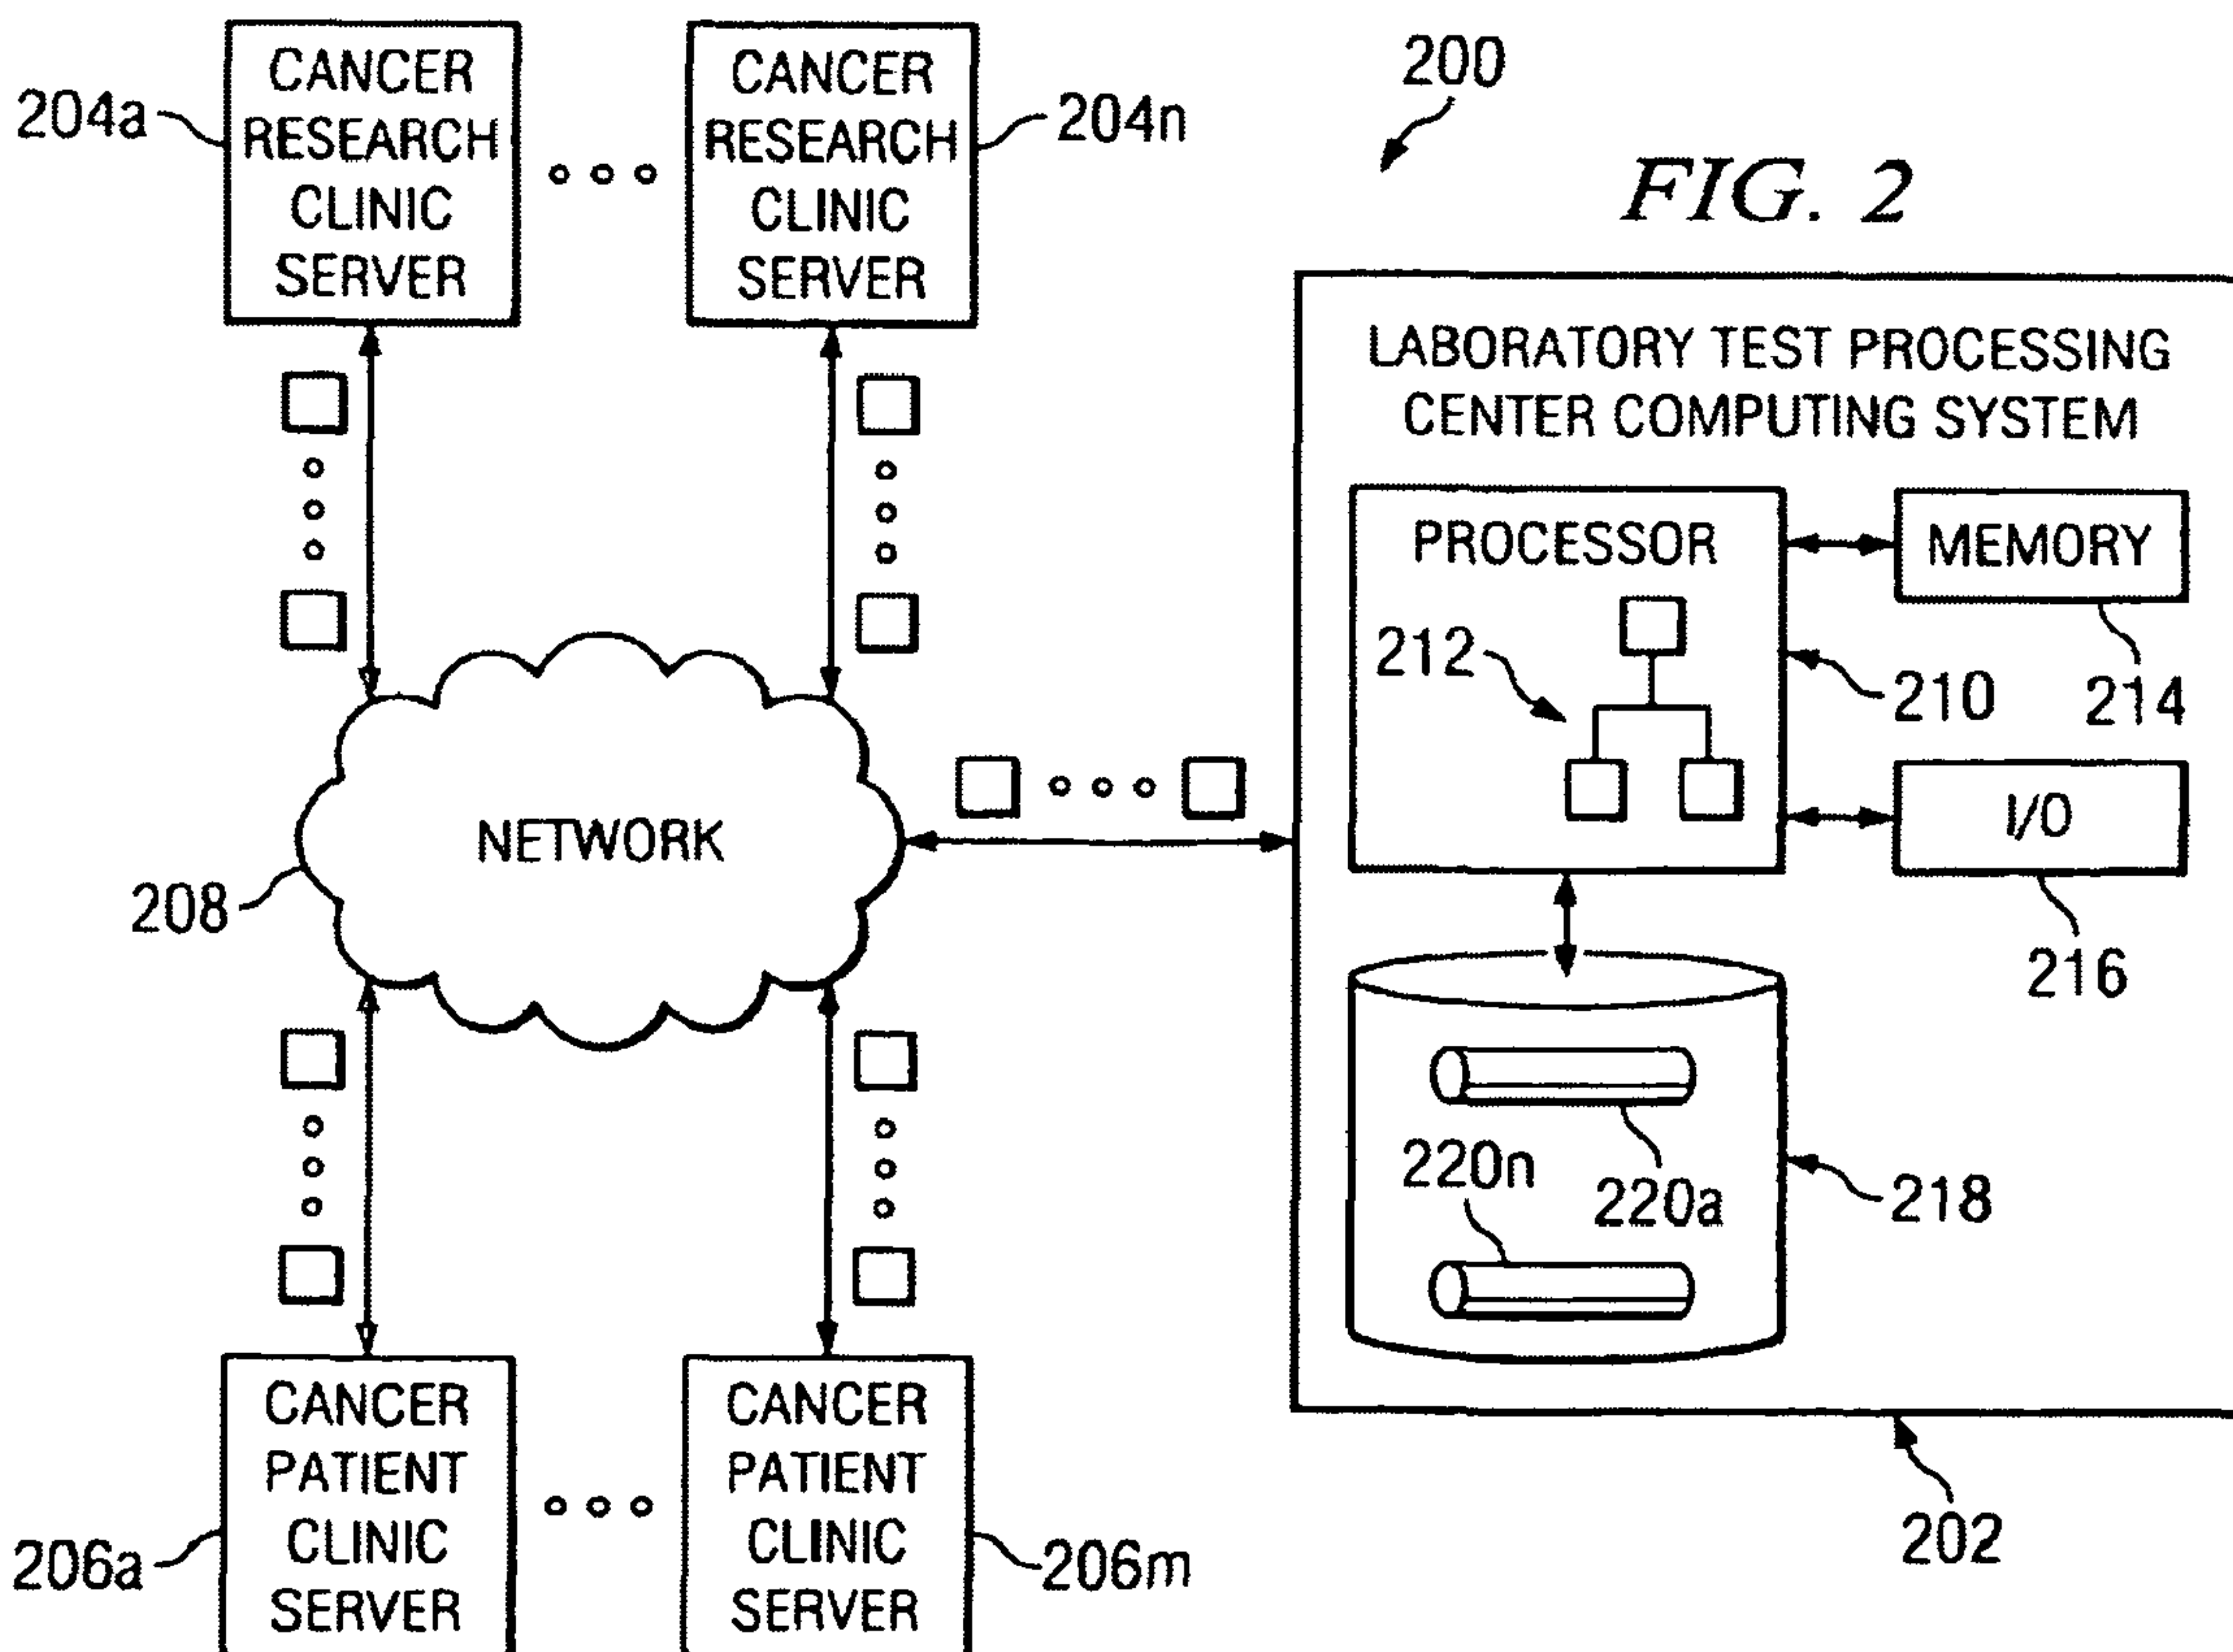 CANCER
RESEARCH
CLINIC
SERVER
204a
CANCER
RESEARCH
CLINIC
SERVER
204n
200
FIG. 2
LABORATORY TEST PROCESSING
CENTER COMPUTING SYSTEM
PROCESSOR
MEMORY
212
210
214
I/O
216
NETWORK
208
220n
220a
218
202
CANCER
PATIENT
CLINIC
SERVER
206a
CANCER
PATIENT
CLINIC
SERVER
206m